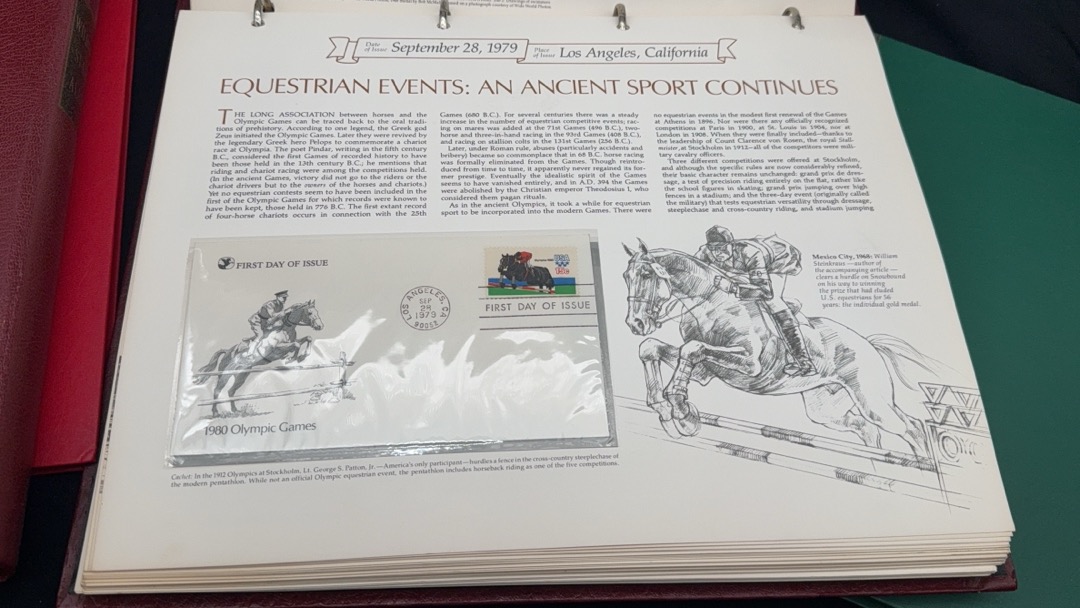 Date of Issue September 28, 1979 Place of Issue Los Angeles, California
EQUESTRIAN EVENTS: AN ANCIENT SPORT CONTINUES
THE LONG ASSOCIATION between horses and the
Olympic Games can be traced back to the oral tradi-
tions of prehistory. According to one legend, the Greek god
Zeus initiated the Olympic Games. Later they were revived by
the legendary Greek hero Pelops to commemorate a chariot
race at Olympia. The poet Pindar, writing in the fifth century
B.C., considered the first Games of recorded history to have
been those held in the 13th century B.C.; he mentions that
riding and chariot racing were among the competitions held.
(In the ancient Games, victory did not go to the riders or the
chariot drivers but to the owners of the horses and chariots.)
Yet no equestrian contests seem to have been included in the
first of the Olympic Games for which records were known to
have been kept, those held in 776 B.C. The first extant record
of four-horse chariots occurs in connection with the 25th
Games (680 B.C.). For several centuries there was a steady
increase in the number of equestrian competitive events; rac-
ing on mares was added at the 71st Games (496 B.C.), two-
horse and three-in-hand racing in the 93rd Games (408 B.C.),
and racing on stallion colts in the 131st Games (256 B.C.).
Later, under Roman rule, abuses (particularly accidents and
bribery) became so commonplace that in 68 B.C. horse racing
was formally eliminated from the Games. Though reintro-
duced from time to time, it apparently never regained its for-
mer prestige. Eventually the idealistic spirit of the Games
seems to have vanished entirely, and in A.D. 394 the Games
were abolished by the Christian emperor Theodosius I, who
considered them pagan rituals.
As in the ancient Olympics, it took a while for equestrian
sport to be incorporated into the modern Games. There were
no equestrian events in the modest first renewal of the Games
at Athens in 1896. Nor were there any officially recognized
competitions at Paris in 1900, at St. Louis in 1904, nor at
London in 1908. When they were finally included—thanks to
the leadership of Count Clarence von Rosen, the royal Stall-
meister, at Stockholm in 1912—all of the competitors were mili-
tary cavalry officers.
Three different competitions were offered at Stockholm,
and although the specific rules are now considerably refined,
their basic character remains unchanged: grand prix de dres-
sage, a test of precision riding entirely on the flat, rather like
the school figures in skating; grand prix jumping, over high
fences in a stadium; and the three-day event (originally called
the military) that tests equestrian versatility through dressage,
steeplechase and cross-country riding, and stadium jumping.
FIRST DAY OF ISSUE
USA
15c
LOS ANGELES, CA
SEP
28
1979
90052
FIRST DAY OF ISSUE
1980 Olympic Games
Mexico City, 1968: William
Steinkraus—author of
the accompanying article—
clears a hurdle on Snowbound
on his way to winning
the prize that had eluded
U.S. equestrians for 56
years: the individual gold medal.
Cachet: In the 1912 Olympics at Stockholm, Lt. George S. Patton, Jr.—America's only participant—hurdles a fence in the cross-country steeplechase of
the modern pentathlon. While not an official Olympic equestrian event, the pentathlon includes horseback riding as one of the five competitions.